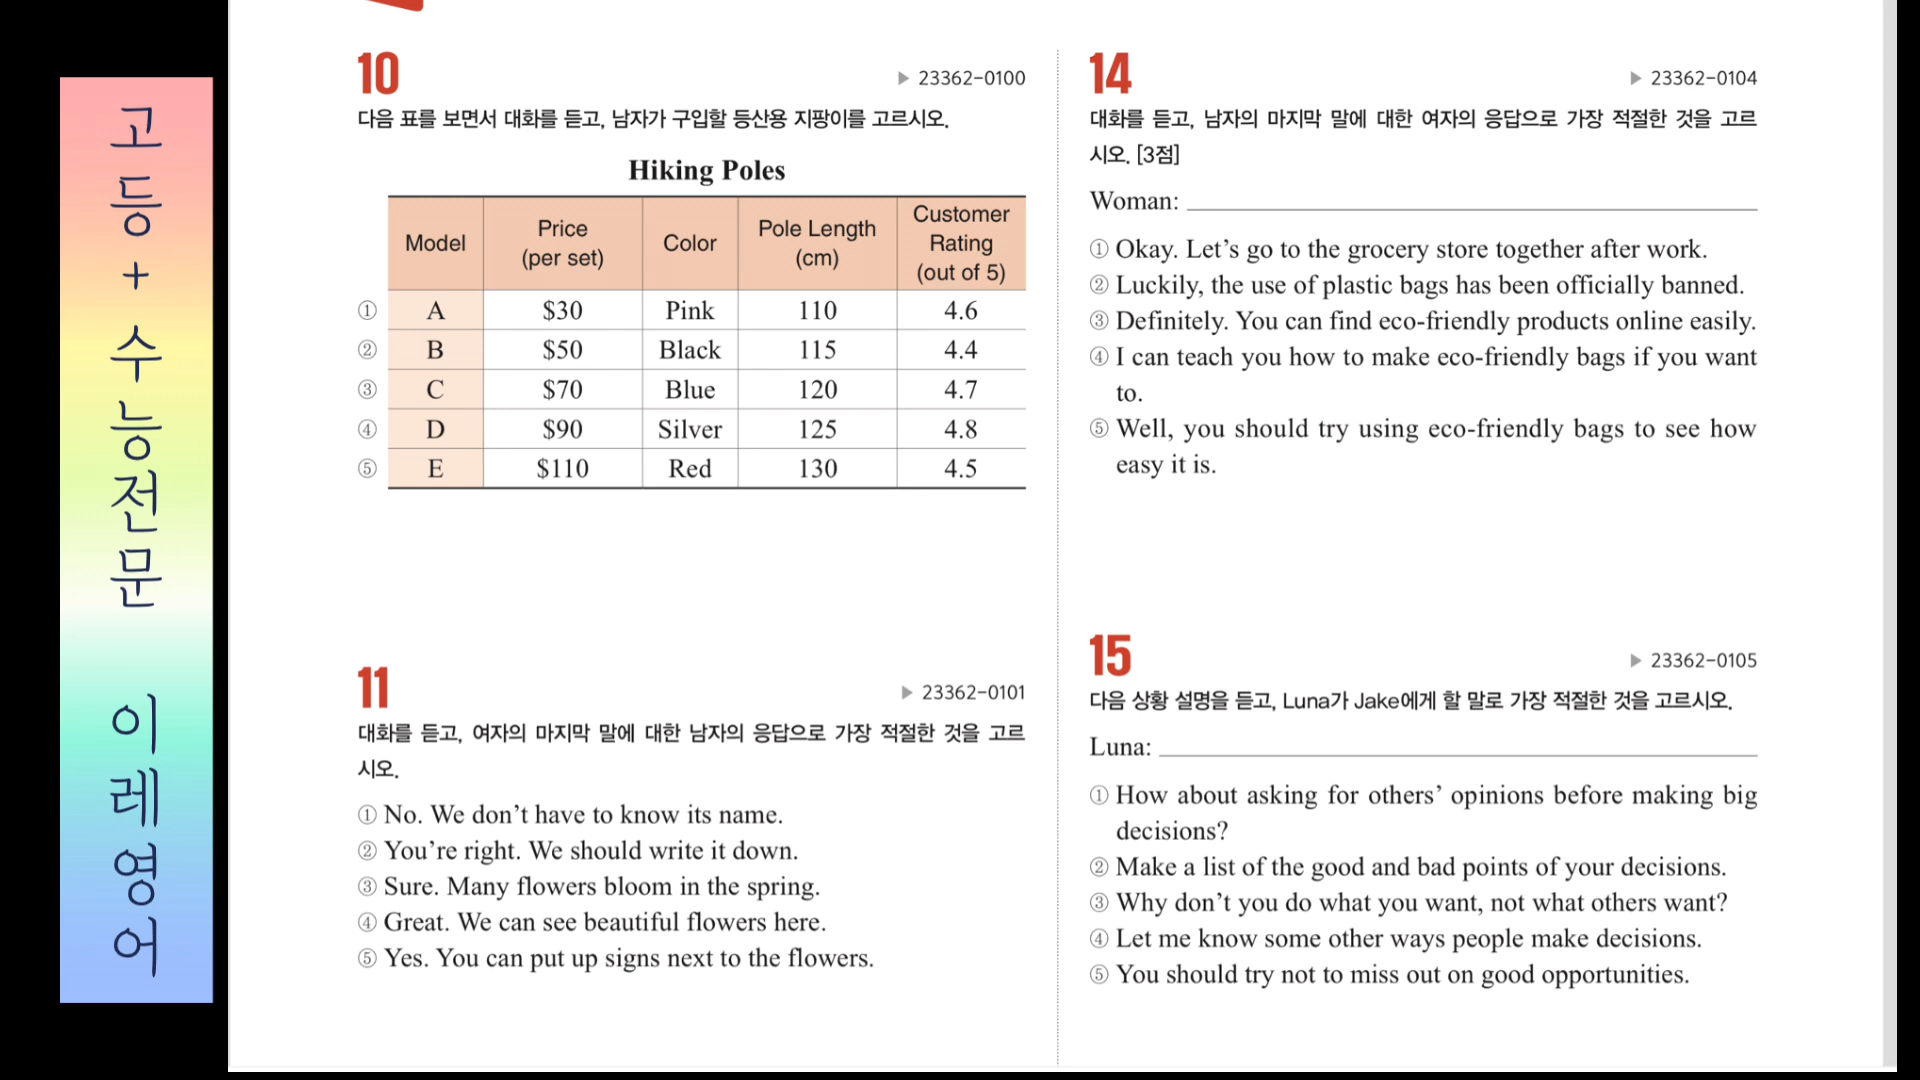 고등+수능전문 이레영어
10
▶ 23362-0100
다음 표를 보면서 대화를 듣고, 남자가 구입할 등산용 지팡이를 고르시오.
Hiking Poles
Model Price (per set) Color Pole Length (cm) Customer Rating (out of 5)
① A $30 Pink 110 4.6
② B $50 Black 115 4.4
③ C $70 Blue 120 4.7
④ D $90 Silver 125 4.8
⑤ E $110 Red 130 4.5
11
▶ 23362-0101
대화를 듣고, 여자의 마지막 말에 대한 남자의 응답으로 가장 적절한 것을 고르
시오.
① No. We don’t have to know its name.
② You’re right. We should write it down.
③ Sure. Many flowers bloom in the spring.
④ Great. We can see beautiful flowers here.
⑤ Yes. You can put up signs next to the flowers.
14
▶ 23362-0104
대화를 듣고, 남자의 마지막 말에 대한 여자의 응답으로 가장 적절한 것을 고르
시오. [3점]
Woman:
① Okay. Let’s go to the grocery store together after work.
② Luckily, the use of plastic bags has been officially banned.
③ Definitely. You can find eco-friendly products online easily.
④ I can teach you how to make eco-friendly bags if you want
to.
⑤ Well, you should try using eco-friendly bags to see how
easy it is.
15
▶ 23362-0105
다음 상황 설명을 듣고, Luna가 Jake에게 할 말로 가장 적절한 것을 고르시오.
Luna:
① How about asking for others’ opinions before making big
decisions?
② Make a list of the good and bad points of your decisions.
③ Why don’t you do what you want, not what others want?
④ Let me know some other ways people make decisions.
⑤ You should try not to miss out on good opportunities.